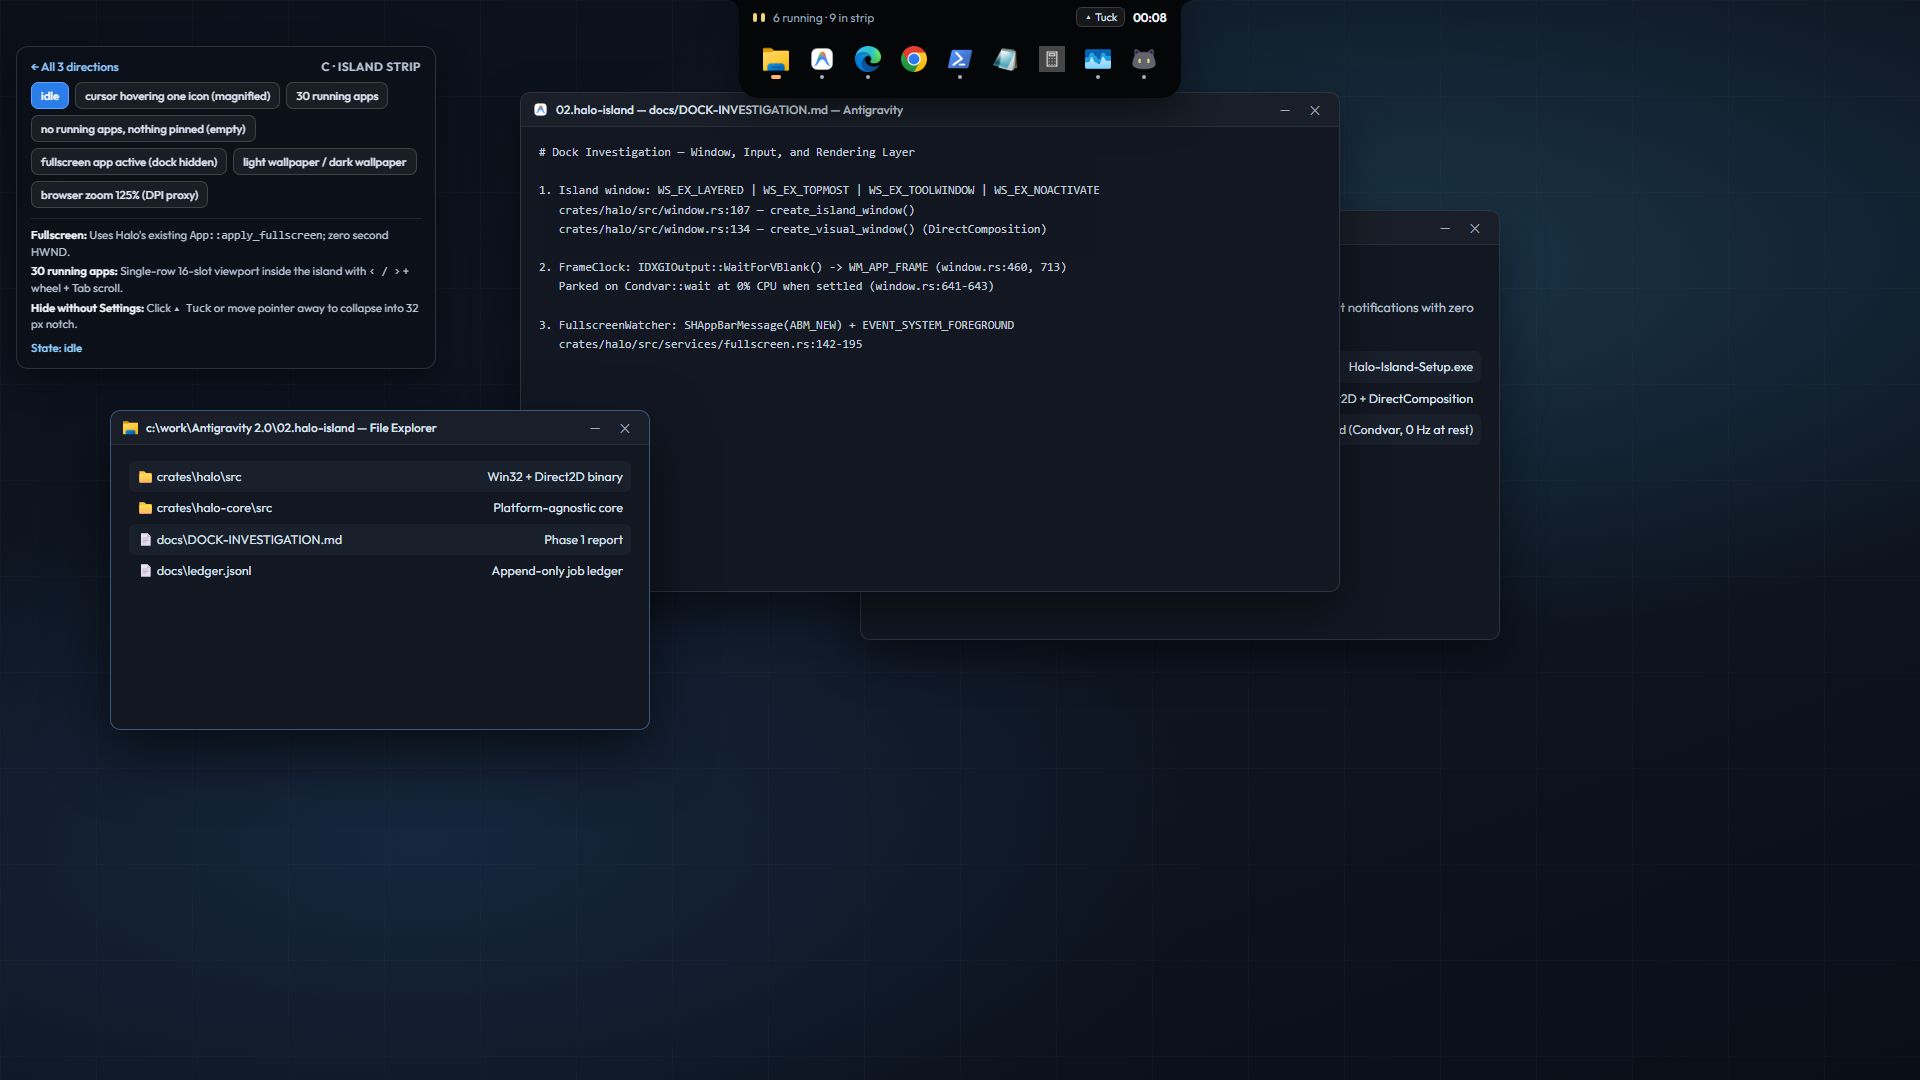 6 running · 9 in strip
▲ Tuck
00:08
← All 3 directions
C · ISLAND STRIP
idle
cursor hovering one icon (magnified)
30 running apps
no running apps, nothing pinned (empty)
fullscreen app active (dock hidden)
light wallpaper / dark wallpaper
browser zoom 125% (DPI proxy)
Fullscreen: Uses Halo's existing App::apply_fullscreen; zero second
HWND.
30 running apps: Single-row 16-slot viewport inside the island with ‹ / › +
wheel + Tab scroll.
Hide without Settings: Click ▲ Tuck or move pointer away to collapse into 32
px notch.
State: idle
02.halo-island — docs/DOCK-INVESTIGATION.md — Antigravity
# Dock Investigation — Window, Input, and Rendering Layer
1. Island window: WS_EX_LAYERED | WS_EX_TOPMOST | WS_EX_TOOLWINDOW | WS_EX_NOACTIVATE
crates/halo/src/window.rs:107 — create_island_window()
crates/halo/src/window.rs:134 — create_visual_window() (DirectComposition)
2. FrameClock: IDXGIOutput::WaitForVBlank() -> WM_APP_FRAME (window.rs:460, 713)
Parked on Condvar::wait at 0% CPU when settled (window.rs:641-643)
3. FullscreenWatcher: SHAppBarMessage(ABM_NEW) + EVENT_SYSTEM_FOREGROUND
crates/halo/src/services/fullscreen.rs:142-195
t notifications with zero
Halo-Island-Setup.exe
2D + DirectComposition
d (Condvar, 0 Hz at rest)
c:\work\Antigravity 2.0\02.halo-island — File Explorer
crates\halo\src
Win32 + Direct2D binary
crates\halo-core\src
Platform-agnostic core
docs\DOCK-INVESTIGATION.md
Phase 1 report
docs\ledger.jsonl
Append-only job ledger